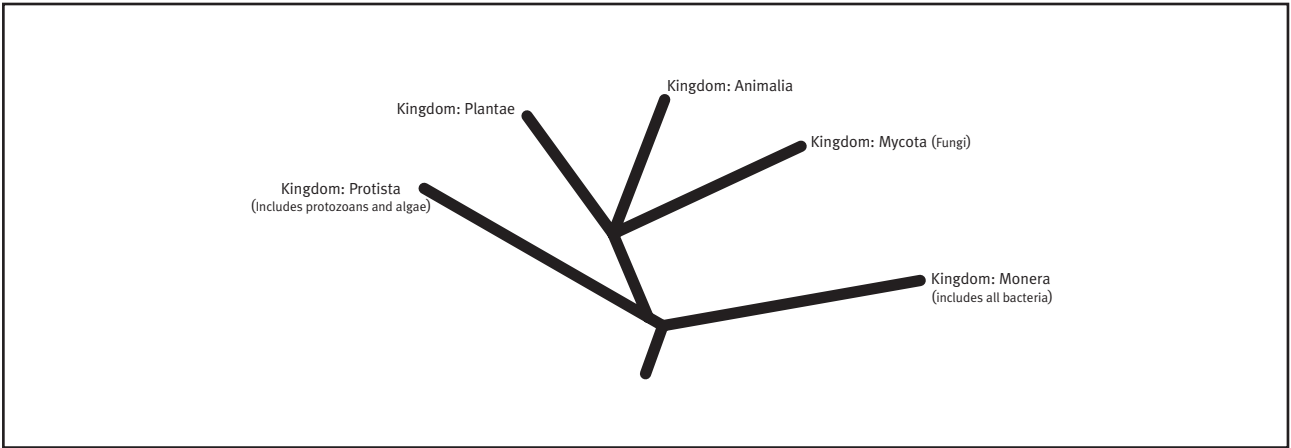 Kingdom: Animalia
Kingdom: Plantae
Kingdom: Mycota (Fungi)
Kingdom: Protista
(Includes protozoans and algae)
Kingdom: Monera
(includes all bacteria)